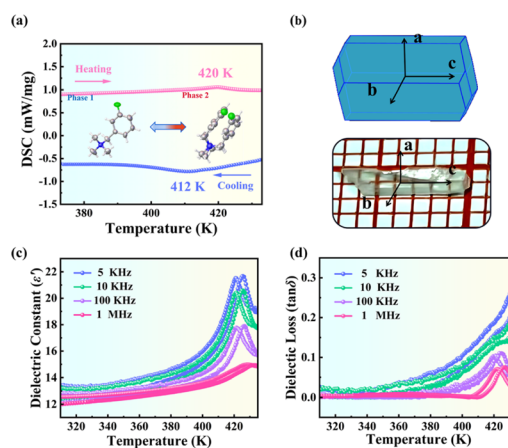 (a)
DSC (mW/mg)
1.5
1.0
0.5
0.0
-0.5
-1.0
-1.5
Heating
420 K
Phase 1
Phase 2
412 K
Cooling
380
400
420
Temperature (K)
(b)
a
c
b
a
c
b
(c)
Dielectric Constant (ε′)
24
22
20
18
16
14
12
5 KHz
10 KHz
100 KHz
1 MHz
320
340
360
380
400
420
Temperature (K)
(d)
Dielectic Loss (tanδ)
0.3
0.2
0.1
0.0
5 KHz
10 KHz
100 KHz
1 MHz
320
340
360
380
400
420
Temperature (K)